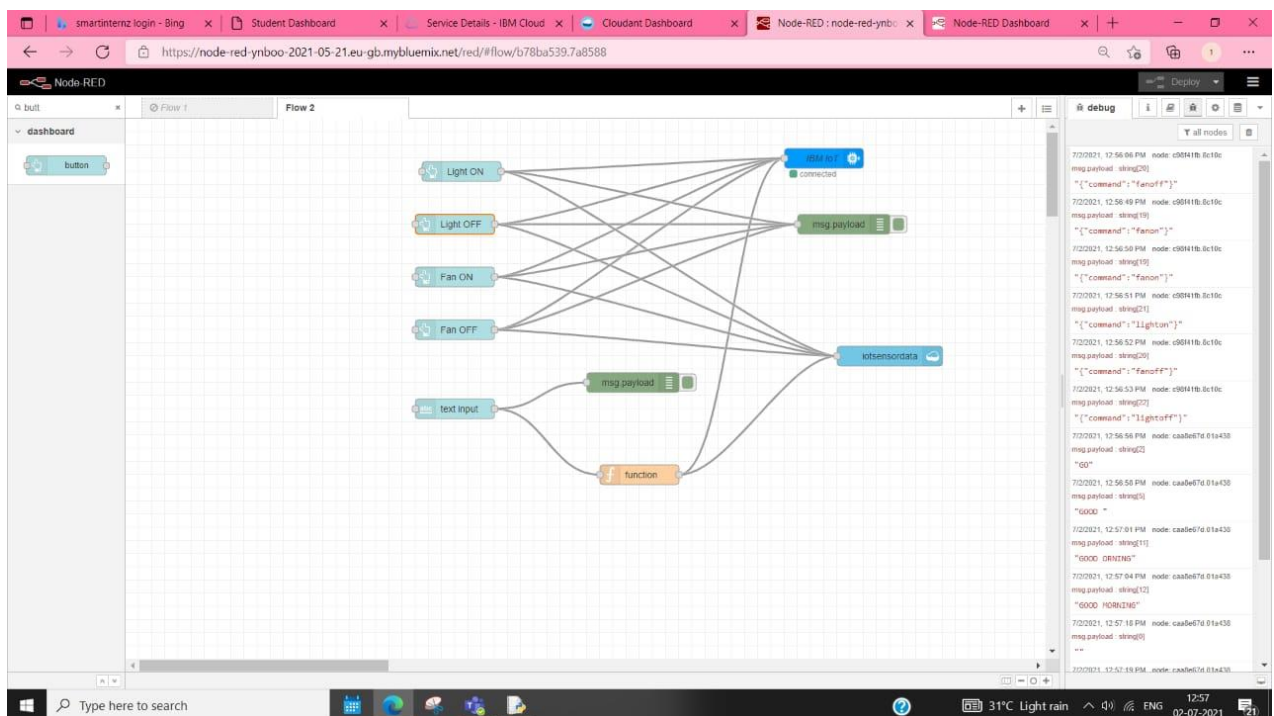 smartinternz login - Bing
Student Dashboard
Service Details - IBM Cloud
Cloudant Dashboard
Node-RED : node-red-ynbo
Node-RED Dashboard
https://node-red-ynboo-2021-05-21.eu-gb.mybluemix.net/red/#flow/b78ba539.7a8588
1
Node-RED
Deploy
butt
Flow 1
Flow 2
debug
i
dashboard
all nodes
button
Light ON
Light OFF
Fan ON
Fan OFF
text input
IBM IoT
connected
msg.payload
iotsensordata
msg.payload
function
f
7/2/2021, 12:56:06 PM node: c98f41fb.8c10c
msg.payload : string[20]
"{"command":"fanoff"}"
7/2/2021, 12:56:49 PM node: c98f41fb.8c10c
msg.payload : string[19]
"{"command":"fanon"}"
7/2/2021, 12:56:50 PM node: c98f41fb.8c10c
msg.payload : string[19]
"{"command":"fanon"}"
7/2/2021, 12:56:51 PM node: c98f41fb.8c10c
msg.payload : string[21]
"{"command":"lighton"}"
7/2/2021, 12:56:52 PM node: c98f41fb.8c10c
msg.payload : string[20]
"{"command":"fanoff"}"
7/2/2021, 12:56:53 PM node: c98f41fb.8c10c
msg.payload : string[22]
"{"command":"lightoff"}"
7/2/2021, 12:56:56 PM node: caa8e67d.01a438
msg.payload : string[2]
"GO"
7/2/2021, 12:56:58 PM node: caa8e67d.01a438
msg.payload : string[5]
"GOOD "
7/2/2021, 12:57:01 PM node: caa8e67d.01a438
msg.payload : string[11]
"GOOD ORNING"
7/2/2021, 12:57:04 PM node: caa8e67d.01a438
msg.payload : string[12]
"GOOD MORNING"
7/2/2021, 12:57:18 PM node: caa8e67d.01a438
msg.payload : string[0]
""
7/2/2021, 12:57:19 PM node: caa8e67d.01a438
Type here to search
31°C Light rain
ENG
12:57
02-07-2021
21